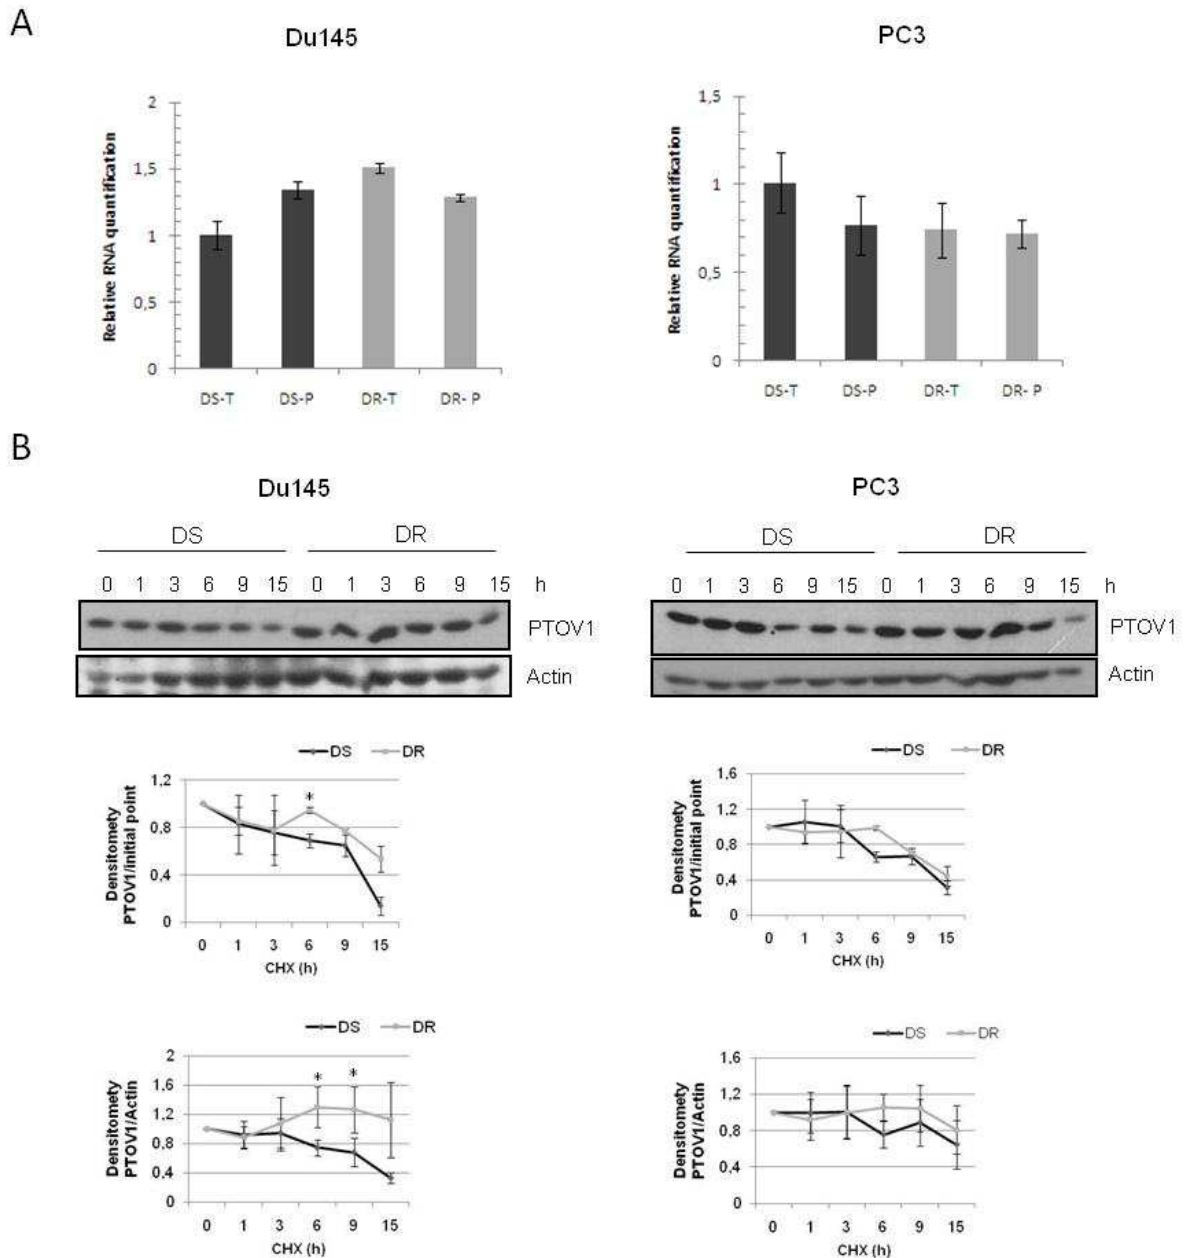 A
Du145
PC3
Relative RNA quantification
2
1,5
1
0,5
0
DS-T DS-P DR-T DR- P
Relative RNA quantification
1,5
1
0,5
0
DS-T DS-P DR-T DR- P
B
Du145
DS DR
0 1 3 6 9 15 0 1 3 6 9 15 h
PTOV1
Actin
PC3
DS DR
0 1 3 6 9 15 0 1 3 6 9 15 h
PTOV1
Actin
DS DR
Densitomety
PTOV1/initial point
1,2
0.8
0.4
0
*
0 1 3 6 9 15
CHX (h)
DS DR
Densitomety
PTOV1/initial point
1.6
1.2
0.8
0.4
0
0 1 3 6 9 15
CHX (h)
DS DR
Densitomety
PTOV1/Actin
2
1.6
1.2
0.8
0.4
0
* *
0 1 3 6 9 15
CHX (h)
DS DR
Densitomety
PTOV1/Actin
1.6
1.2
0.8
0.4
0
0 1 3 6 9 15
CHX (h)